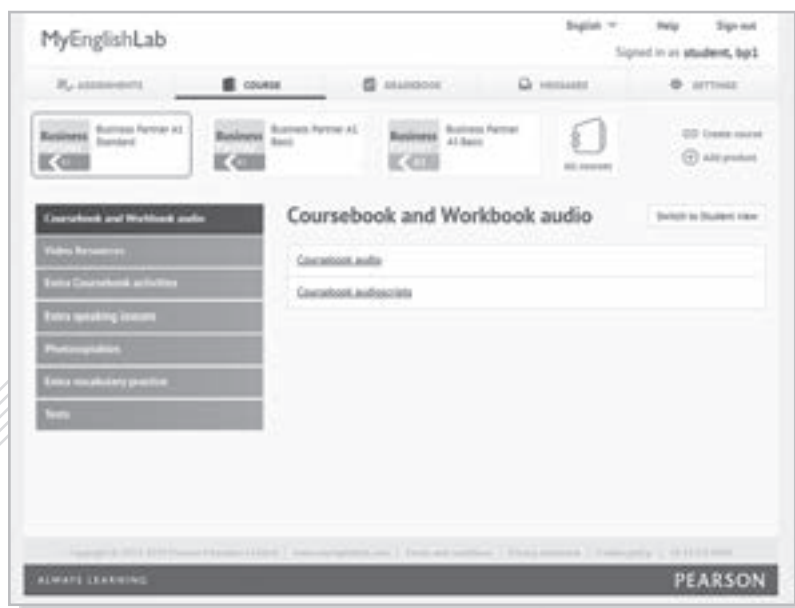 MyEnglishLab
English Help Sign out
Signed in as student, bp1
ASSIGNMENTS COURSE GRADEBOOK MESSAGES SETTINGS
Business Business Partner A1 Standard
Business Business Partner A1 Basic
Business Business Partner A1 Basic
All courses
Create course
Add product
Coursebook and Workbook audio
Video Resources
Extra Coursebook activities
Extra speaking lessons
Photocopiables
Extra vocabulary practice
Tests
Coursebook and Workbook audio
Switch to Student view
Coursebook audio
Coursebook audioscripts
ALWAYS LEARNING
PEARSON